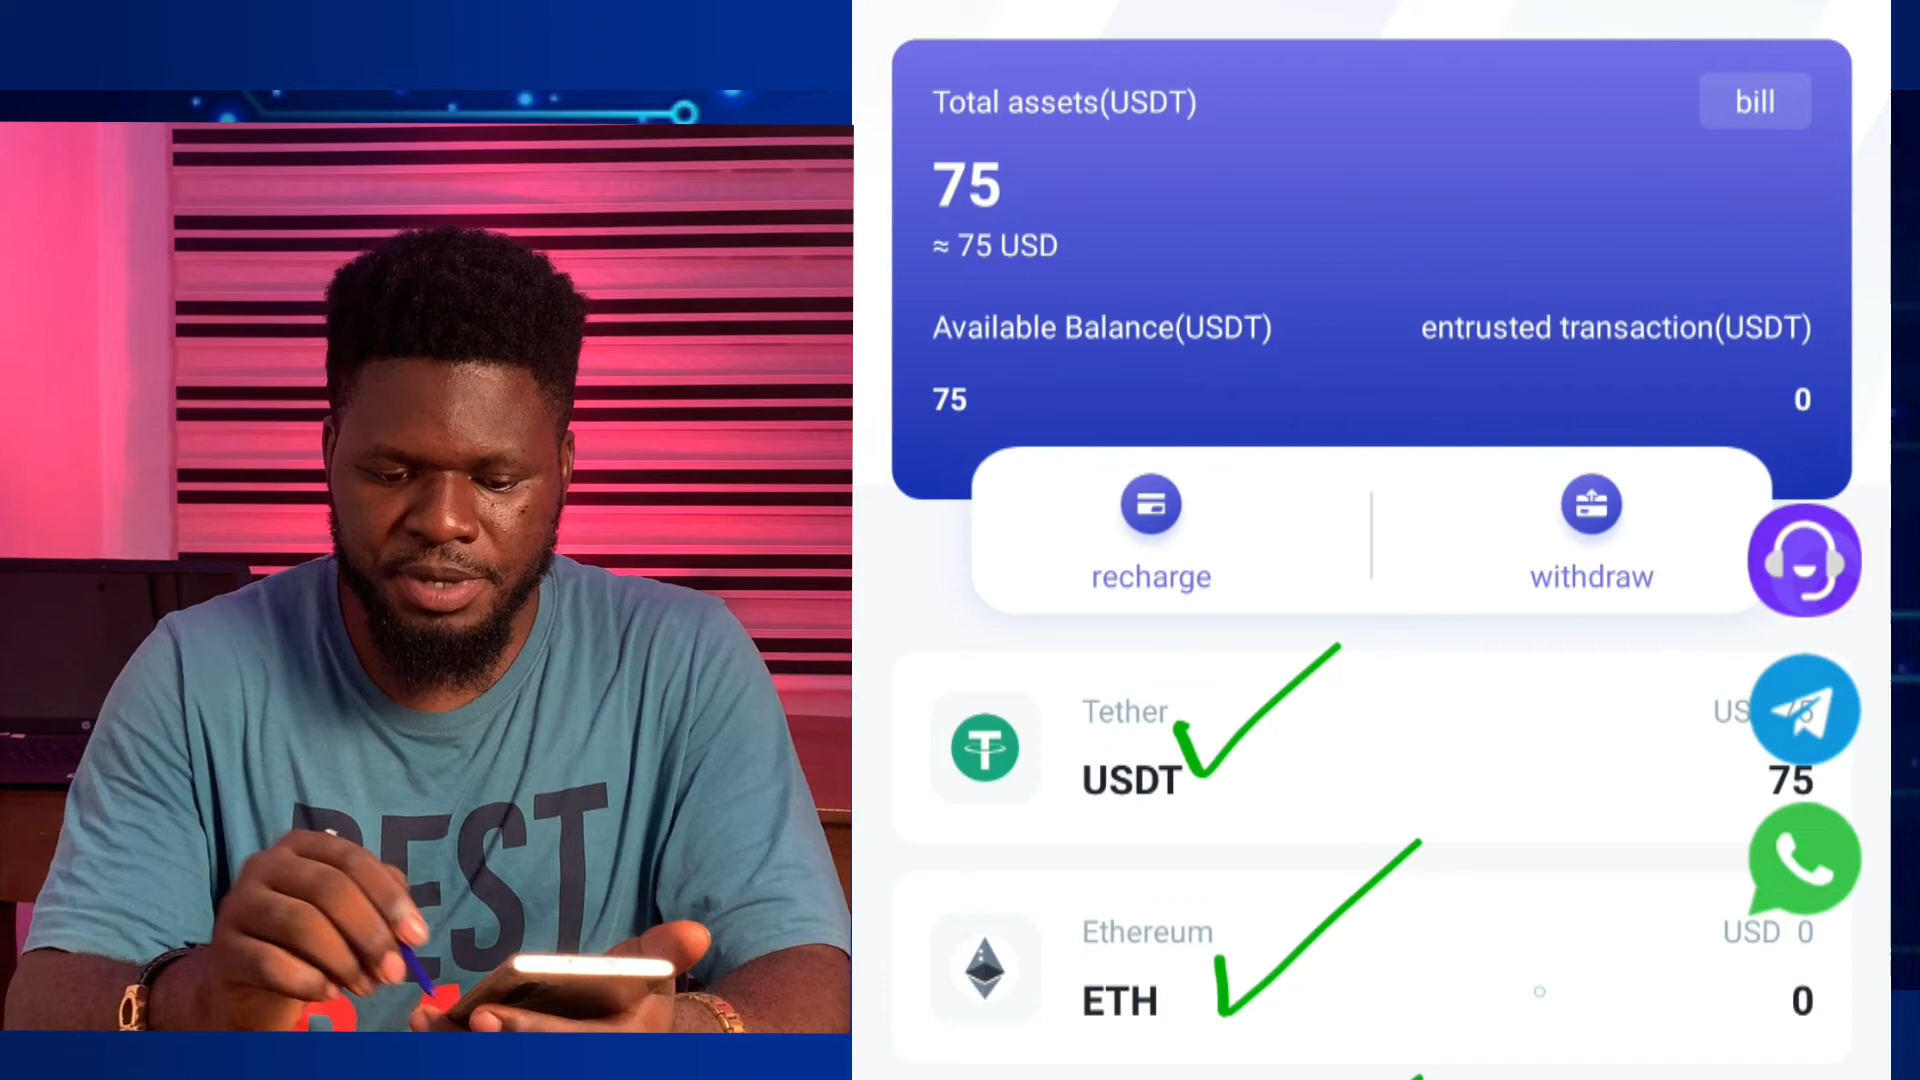 Total assets(USDT)
bill
75
≈ 75 USD
Available Balance(USDT)
entrusted transaction(USDT)
75
0
recharge
withdraw
Tether
USDT
75
Ethereum
USD 0
ETH
0
BEST